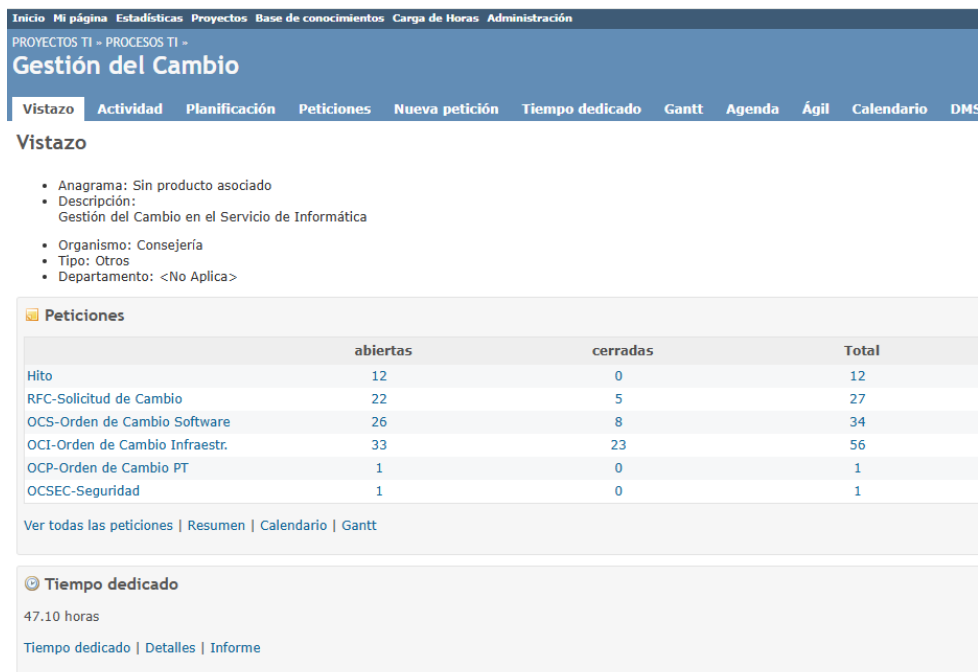 Inicio Mi página Estadísticas Proyectos Base de conocimientos Carga de Horas Administración
PROYECTOS TI » PROCESOS TI »
Gestión del Cambio
Vistazo Actividad Planificación Peticiones Nueva petición Tiempo dedicado Gantt Agenda Ágil Calendario DMS
Vistazo
• Anagrama: Sin producto asociado
• Descripción:
Gestión del Cambio en el Servicio de Informática
• Organismo: Consejería
• Tipo: Otros
• Departamento: <No Aplica>
Peticiones
abiertas cerradas Total
Hito 12 0 12
RFC-Solicitud de Cambio 22 5 27
OCS-Orden de Cambio Software 26 8 34
OCI-Orden de Cambio Infraestr. 33 23 56
OCP-Orden de Cambio PT 1 0 1
OCSEC-Seguridad 1 0 1
Ver todas las peticiones | Resumen | Calendario | Gantt
Tiempo dedicado
47.10 horas
Tiempo dedicado | Detalles | Informe